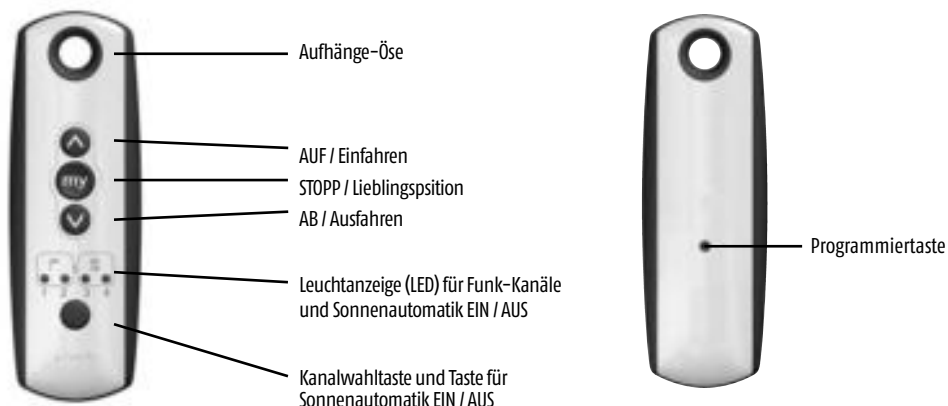 Aufhänge-Öse
AUF / Einfahren
my
STOPP / Lieblingspsition
AB / Ausfahren
Leuchtanzeige (LED) für Funk-Kanäle
und Sonnenautomatik EIN / AUS
1 2 3 4
Kanalwahltaste und Taste für
Sonnenautomatik EIN / AUS
Programmiertaste